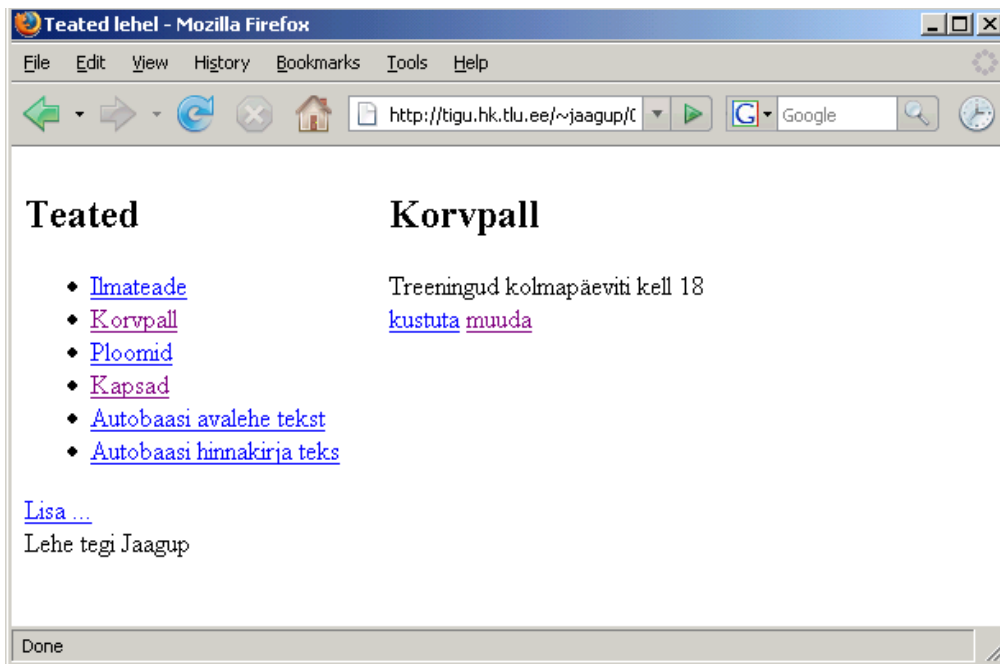 Teated lehel - Mozilla Firefox
File Edit View History Bookmarks Tools Help
http://tigu.hk.tlu.ee/~jaagup/0 G Google
Teated
Ilmateade
Korvpall
Ploomid
Kapsad
Autobaasi avalehe tekst
Autobaasi hinnakirja teks
Lisa ...
Lehe tegi Jaagup
Korvpall
Treeningud kolmapäeviti kell 18
kustuta muuda
Done